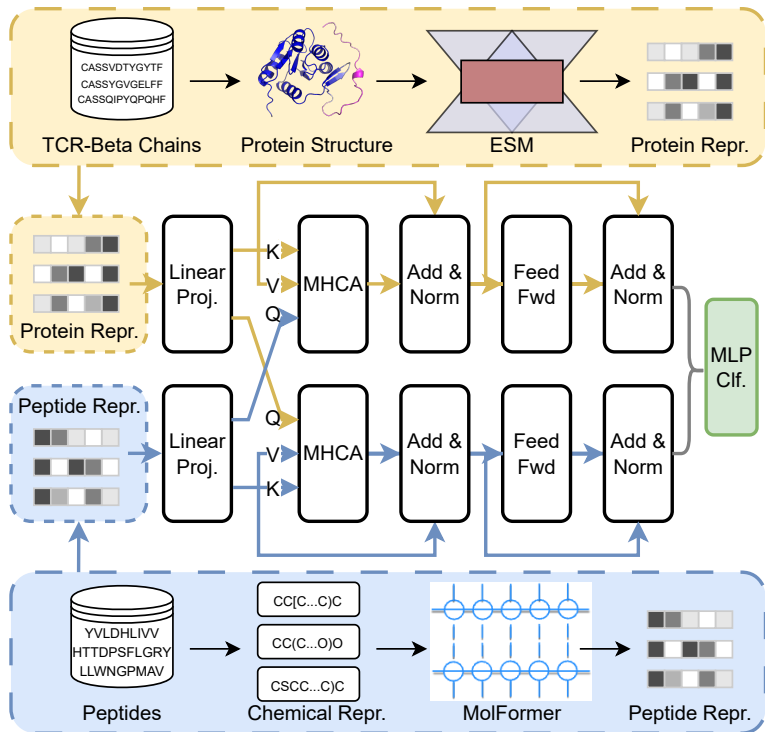 CASSVDTYGYTF
CASSYGVGELFF
CASSQIPYQPQHF
TCR-Beta Chains
Protein Structure
ESM
Protein Repr.
Protein Repr.
Linear
Proj.
K
V
Q
MHCA
Add &
Norm
Feed
Fwd
Add &
Norm
MLP
Clf.
Peptide Repr.
Linear
Proj.
Q
V
K
MHCA
Add &
Norm
Feed
Fwd
Add &
Norm
YVLDHLIVV
HTTDPSFLGRY
LLWNGPMAV
Peptides
CC[C...C)C
CC(C...O)O
CSCC...C)C
Chemical Repr.
MolFormer
Peptide Repr.